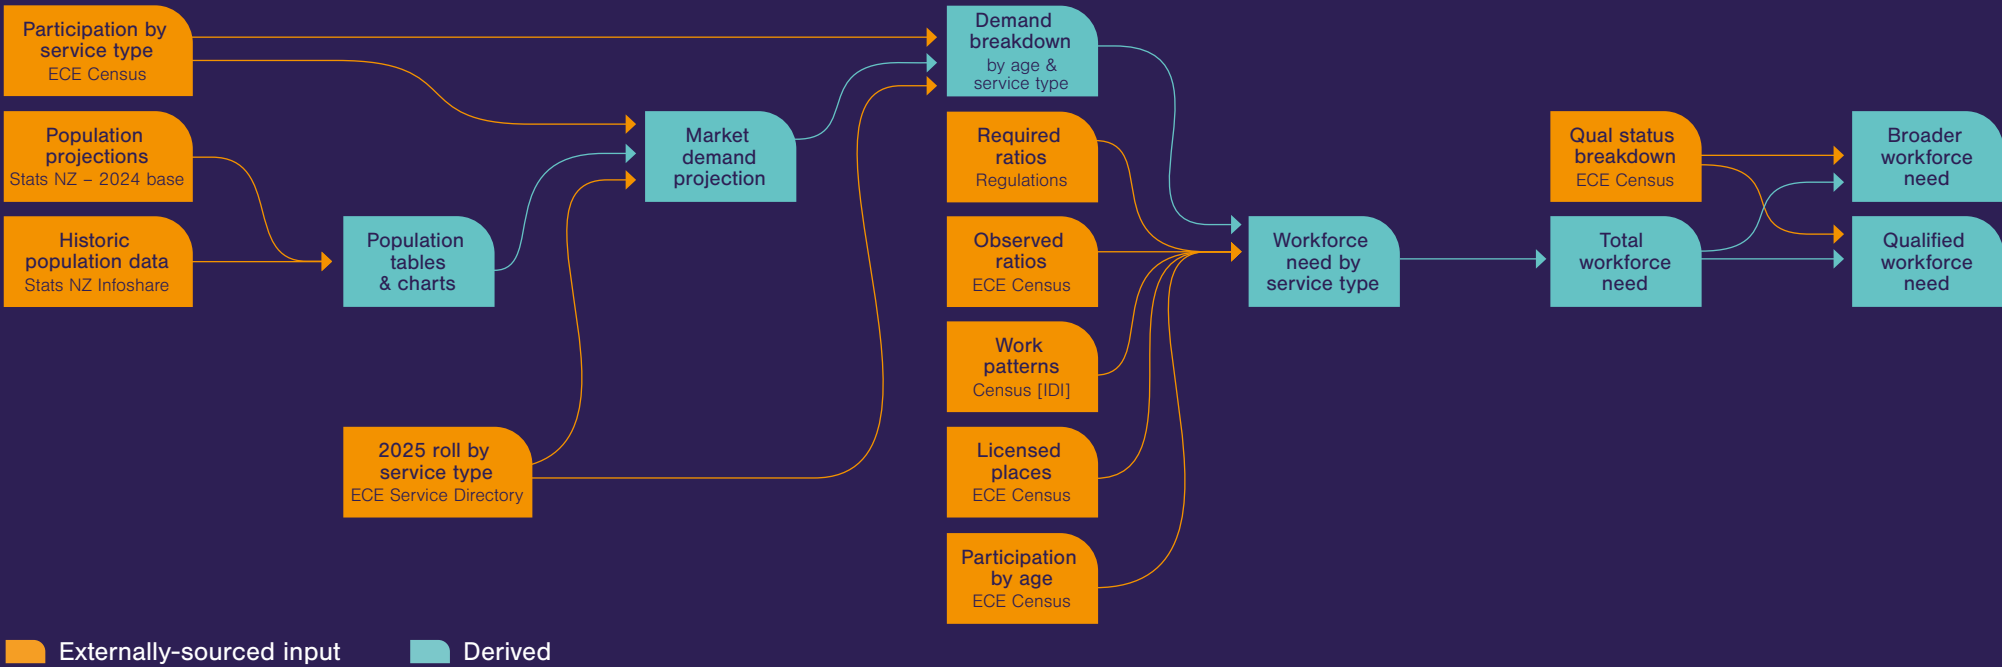 Participation by
service type
ECE Census
Population
projections
Stats NZ – 2024 base
Historic
population data
Stats NZ Infoshare
Population
tables
& charts
2025 roll by
service type
ECE Service Directory
Market
demand
projection
Demand
breakdown
by age &
service type
Required
ratios
Regulations
Observed
ratios
ECE Census
Work
patterns
Census [IDI]
Licensed
places
ECE Census
Participation
by age
ECE Census
Workforce
need by
service type
Qual status
breakdown
ECE Census
Total
workforce
need
Broader
workforce
need
Qualified
workforce
need
Externally-sourced input
Derived